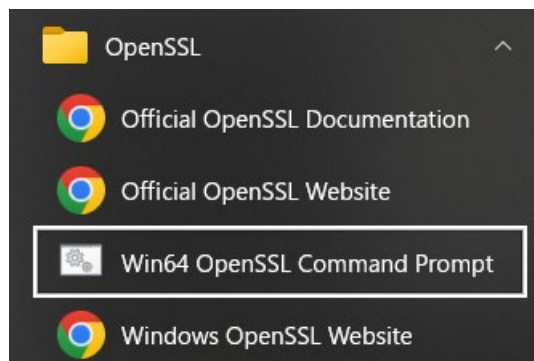 OpenSSL
Official OpenSSL Documentation
Official OpenSSL Website
Win64 OpenSSL Command Prompt
Windows OpenSSL Website